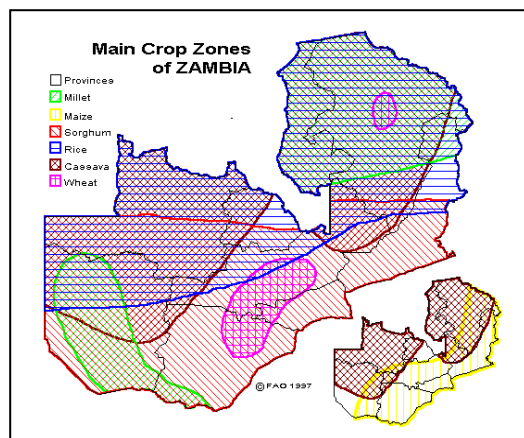 Main Crop Zones
of ZAMBIA
Provinces
Millet
Maize
Sorghum
Rice
Cassava
Wheat
© FAO 1997